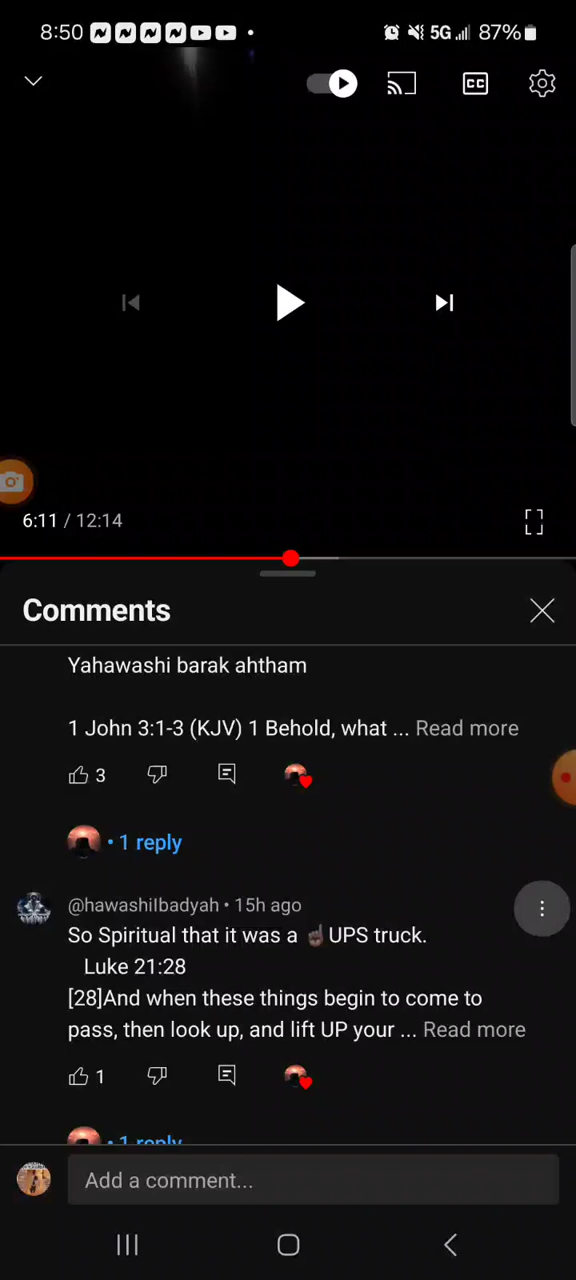 8:50
5G
87%
CC
6:11 / 12:14
Comments
Yahawashi barak ahtham
1 John 3:1-3 (KJV) 1 Behold, what ... Read more
3
• 1 reply
@hawashilbadyah • 15h ago
So Spiritual that it was a ☝🏿UPS truck.
Luke 21:28
[28]And when these things begin to come to
pass, then look up, and lift UP your ... Read more
1
• 1 reply
Add a comment...